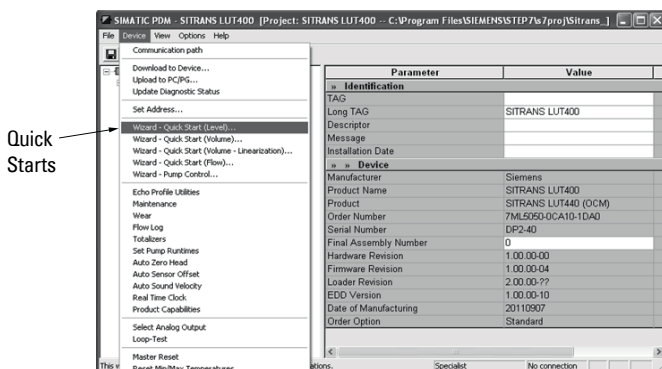 SIMATIC PDM - SITRANS LUT400 [Project: SITRANS LUT400 -- C:\Program Files\SIEMENS\STEP7\s7proj\Sitrans_]
File Device View Options Help
Communication path
Download to Device...
Upload to PC/PG...
Update Diagnostic Status
Set Address...
Wizard - Quick Start (Level)...
Wizard - Quick Start (Volume)...
Wizard - Quick Start (Volume - Linearization)...
Wizard - Quick Start (Flow)...
Wizard - Pump Control...
Echo Profile Utilities
Maintenance
Wear
Flow Log
Totalizers
Set Pump Runtimes
Auto Zero Head
Auto Sensor Offset
Auto Sound Velocity
Real Time Clock
Product Capabilities
Select Analog Output
Loop-Test
Master Reset
Reset Min/Max Temperatures
Quick
Starts
Parameter Value
» Identification
TAG
Long TAG SITRANS LUT400
Descriptor
Message
Installation Date
» » Device
Manufacturer Siemens
Product Name SITRANS LUT400
Product SITRANS LUT440 (OCM)
Order Number 7ML5050-0CA10-1DA0
Serial Number DP2-40
Final Assembly Number 0
Hardware Revision 1.00.00-00
Firmware Revision 1.00.00-04
Loader Revision 2.00.00-??
EDD Version 1.00.00-10
Date of Manufacturing 20110907
Order Option Standard
Specialist No connection